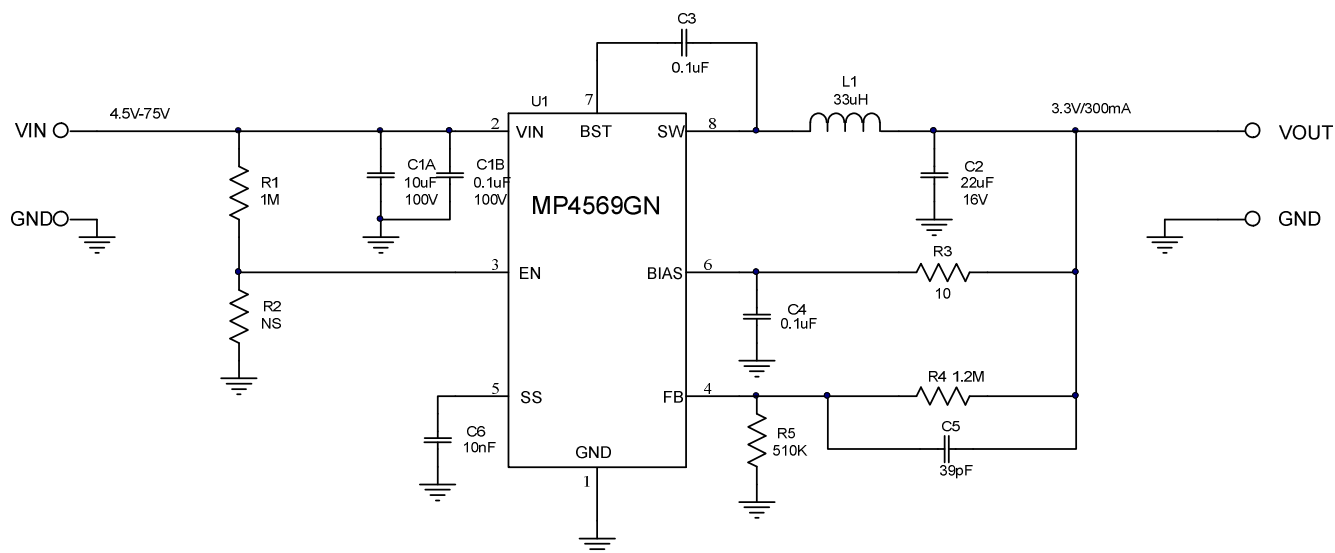 C3
0.1uF
4.5V-75V
U1
7
L1
33uH
3.3V/300mA
VIN
2
VIN
BST
SW
8
VOUT
C1A
10uF
100V
C1B
0.1uF
100V
C2
22uF
16V
R1
1M
MP4569GN
GND
GND
3
EN
BIAS
6
R3
10
R2
NS
C4
0.1uF
5
SS
FB
4
R4 1.2M
C6
10nF
R5
510K
C5
39pF
GND
1